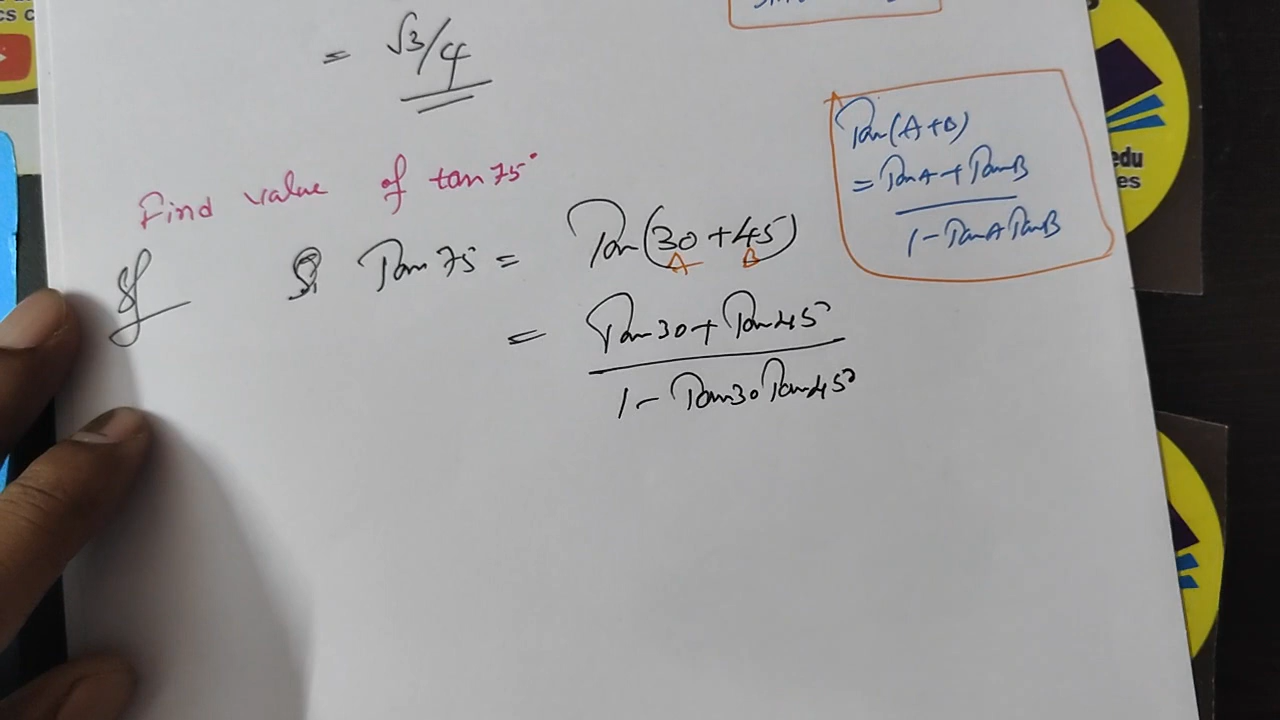 cs c
= √3/4
Tan(A+B)
= TanA + TanB
1 - TanA TanB
edu
es
Find value of tan 75°
Tan 75 = Tan(30 + 45)
A B
= Tan 30 + Tan 45°
1 - Tan 30 Tan 45°